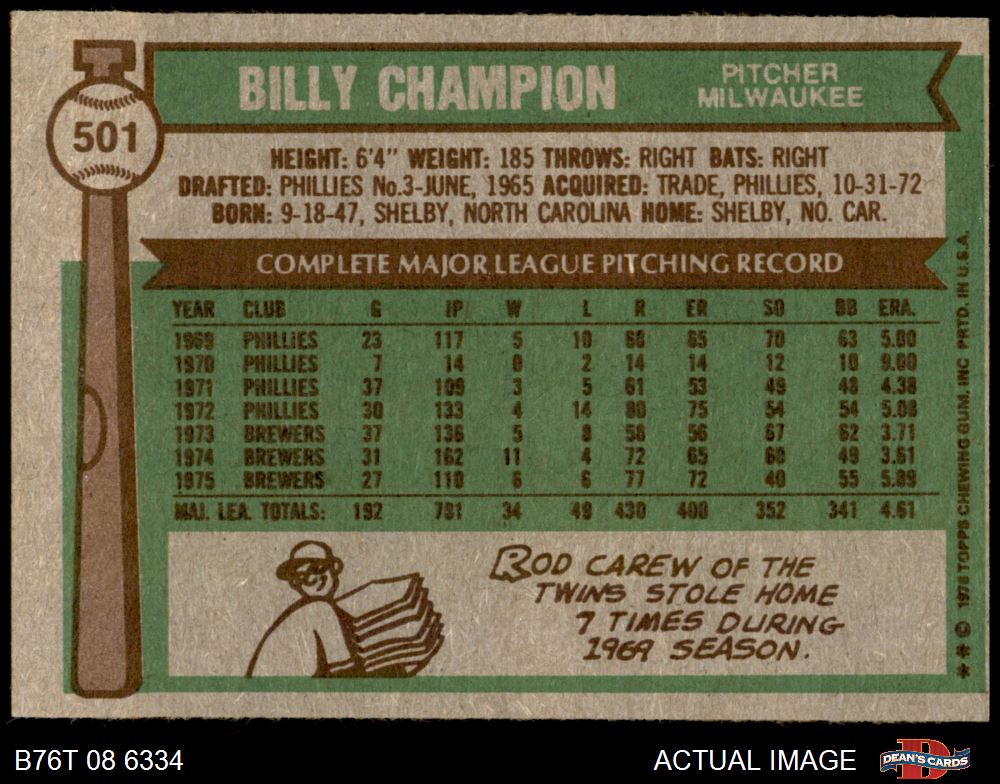 501
BILLY CHAMPION
PITCHER
MILWAUKEE
HEIGHT: 6'4" WEIGHT: 185 THROWS: RIGHT BATS: RIGHT
DRAFTED: PHILLIES No.3-JUNE, 1965 ACQUIRED: TRADE, PHILLIES, 10-31-72
BORN: 9-18-47, SHELBY, NORTH CAROLINA HOME: SHELBY, NO. CAR.
COMPLETE MAJOR LEAGUE PITCHING RECORD
YEAR CLUB G IP W L R ER SO BB ERA.
1969 PHILLIES 23 117 5 10 66 65 70 63 5.00
1970 PHILLIES 7 14 0 2 14 14 12 10 9.00
1971 PHILLIES 37 109 3 5 61 53 49 48 4.38
1972 PHILLIES 30 133 4 14 80 75 54 54 5.08
1973 BREWERS 37 136 5 8 58 56 67 62 3.71
1974 BREWERS 31 162 11 4 72 65 60 49 3.61
1975 BREWERS 27 110 6 6 77 72 40 55 5.89
MAJ. LEA. TOTALS: 192 781 34 49 430 400 352 341 4.61
ROD CAREW OF THE
TWINS STOLE HOME
7 TIMES DURING
1969 SEASON.
** © 1976 TOPPS CHEWING GUM, INC PRTD. IN U.S.A.
B76T 08 6334
ACTUAL IMAGE
DEAN'S CARDS